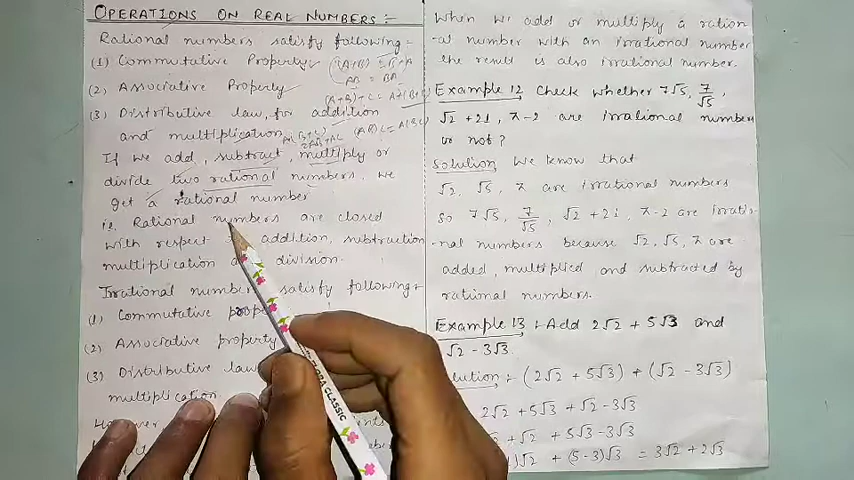 OPERATIONS ON REAL NUMBERS :-
Rational numbers satisfy following:-
(1) Commutative Property
AB = BA
(2) Associative Property
(3) Distributive law for addition
and multiplication
If we add, subtract, multiply or
divide two rational numbers. we
get a rational number
i.e. Rational numbers are closed
with respect addition, subtraction
multiplication division.
Irrational number satisfy following:-
(1) Commutative
(2) Associative property
(3) Distributive law
multiplication
When we add or multiply a ration
-al number with an irrational number
the result is also irrational number.
Example 12 Check whether 7√5, 7/√5,
√2 + 21, π-2 are irrational numbers
or not?
Solution, We know that
√2, √5, π are irrational numbers
so 7√5, 7/√5, √2 + 21, π-2 are irratio-
-nal numbers because √2, √5, π are
added, multiplied and subtracted by
rational numbers.
Example 13 :- Add 2√2 + 5√3 and
√2 - 3√3
(2√2 + 5√3) + (√2 - 3√3)
2√2 + 5√3 + √2 - 3√3
+ √2 + 5√3 - 3√3
√2 + (5-3)√3 = 3√2 + 2√3
CLASSIC